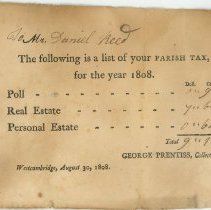 To Mr. Daniel Reed
The following is a list of your PARISH TAX,
for the year 1808.
Doll.
Poll
Real Estate
Personal Estate
Total
GEORGE PRENTISS, Collect
Westcambridge, August 30, 1808.